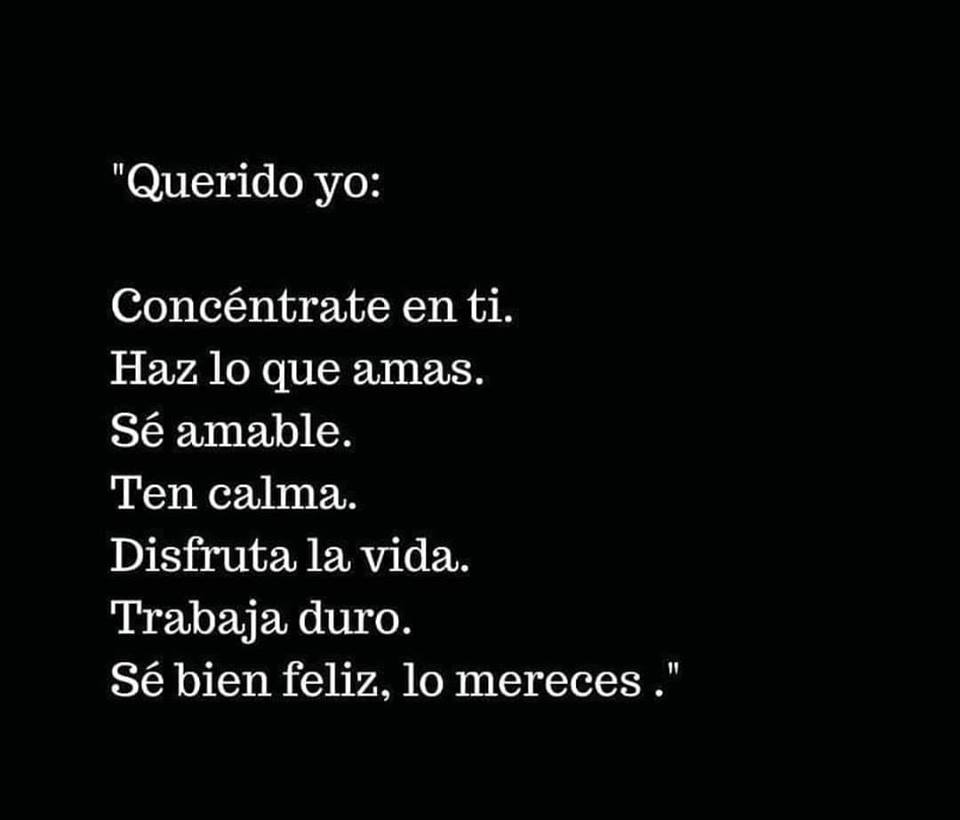 "Querido yo:
Concéntrate en ti.
Haz lo que amas.
Sé amable.
Ten calma.
Disfruta la vida.
Trabaja duro.
Sé bien feliz, lo mereces ."